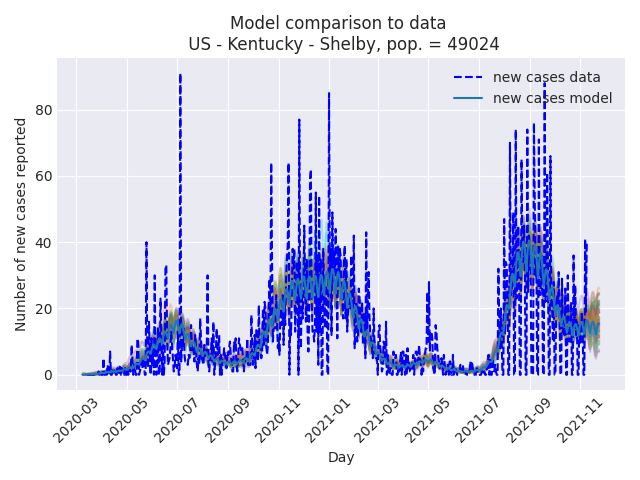 Model comparison to data
US - Kentucky - Shelby, pop. = 49024
new cases data
new cases model
Number of new cases reported
80
60
40
20
0
2020-03
2020-05
2020-07
2020-09
2020-11
2021-01
2021-03
2021-05
2021-07
2021-09
2021-11
Day